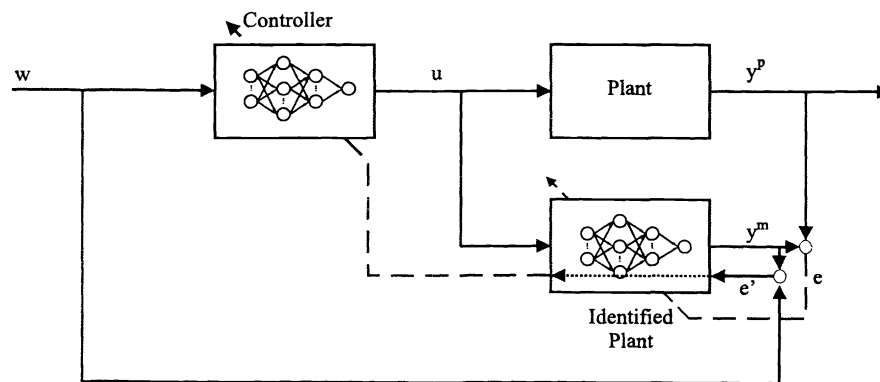 Controller
w
u
Plant
y^p
y^m
e'
e
Identified
Plant